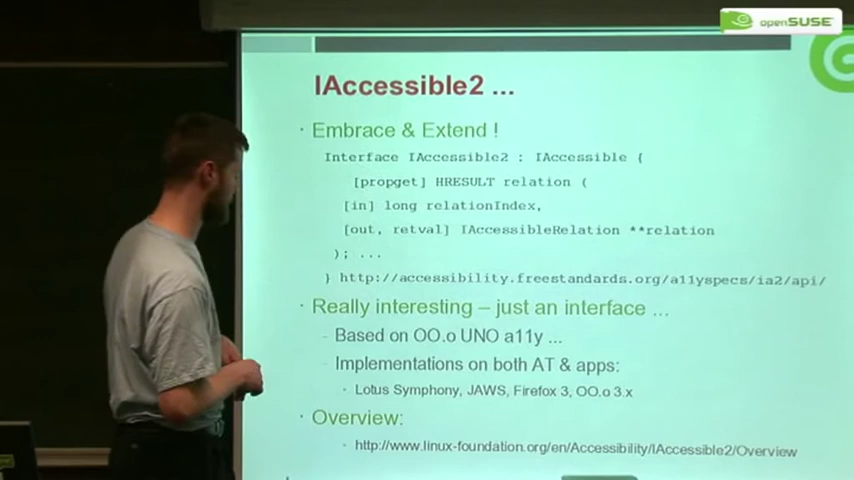 openSUSE
IAccessible2 ...
· Embrace & Extend !
Interface IAccessible2 : IAccessible {
[propget] HRESULT relation (
[in] long relationIndex,
[out, retval] IAccessibleRelation **relation
); ...
} http://accessibility.freestandards.org/a11yspecs/ia2/api/
· Really interesting – just an interface ...
- Based on OO.o UNO a11y ...
- Implementations on both AT & apps:
· Lotus Symphony, JAWS, Firefox 3, OO.o 3.x
· Overview:
· http://www.linux-foundation.org/en/Accessibility/IAccessible2/Overview